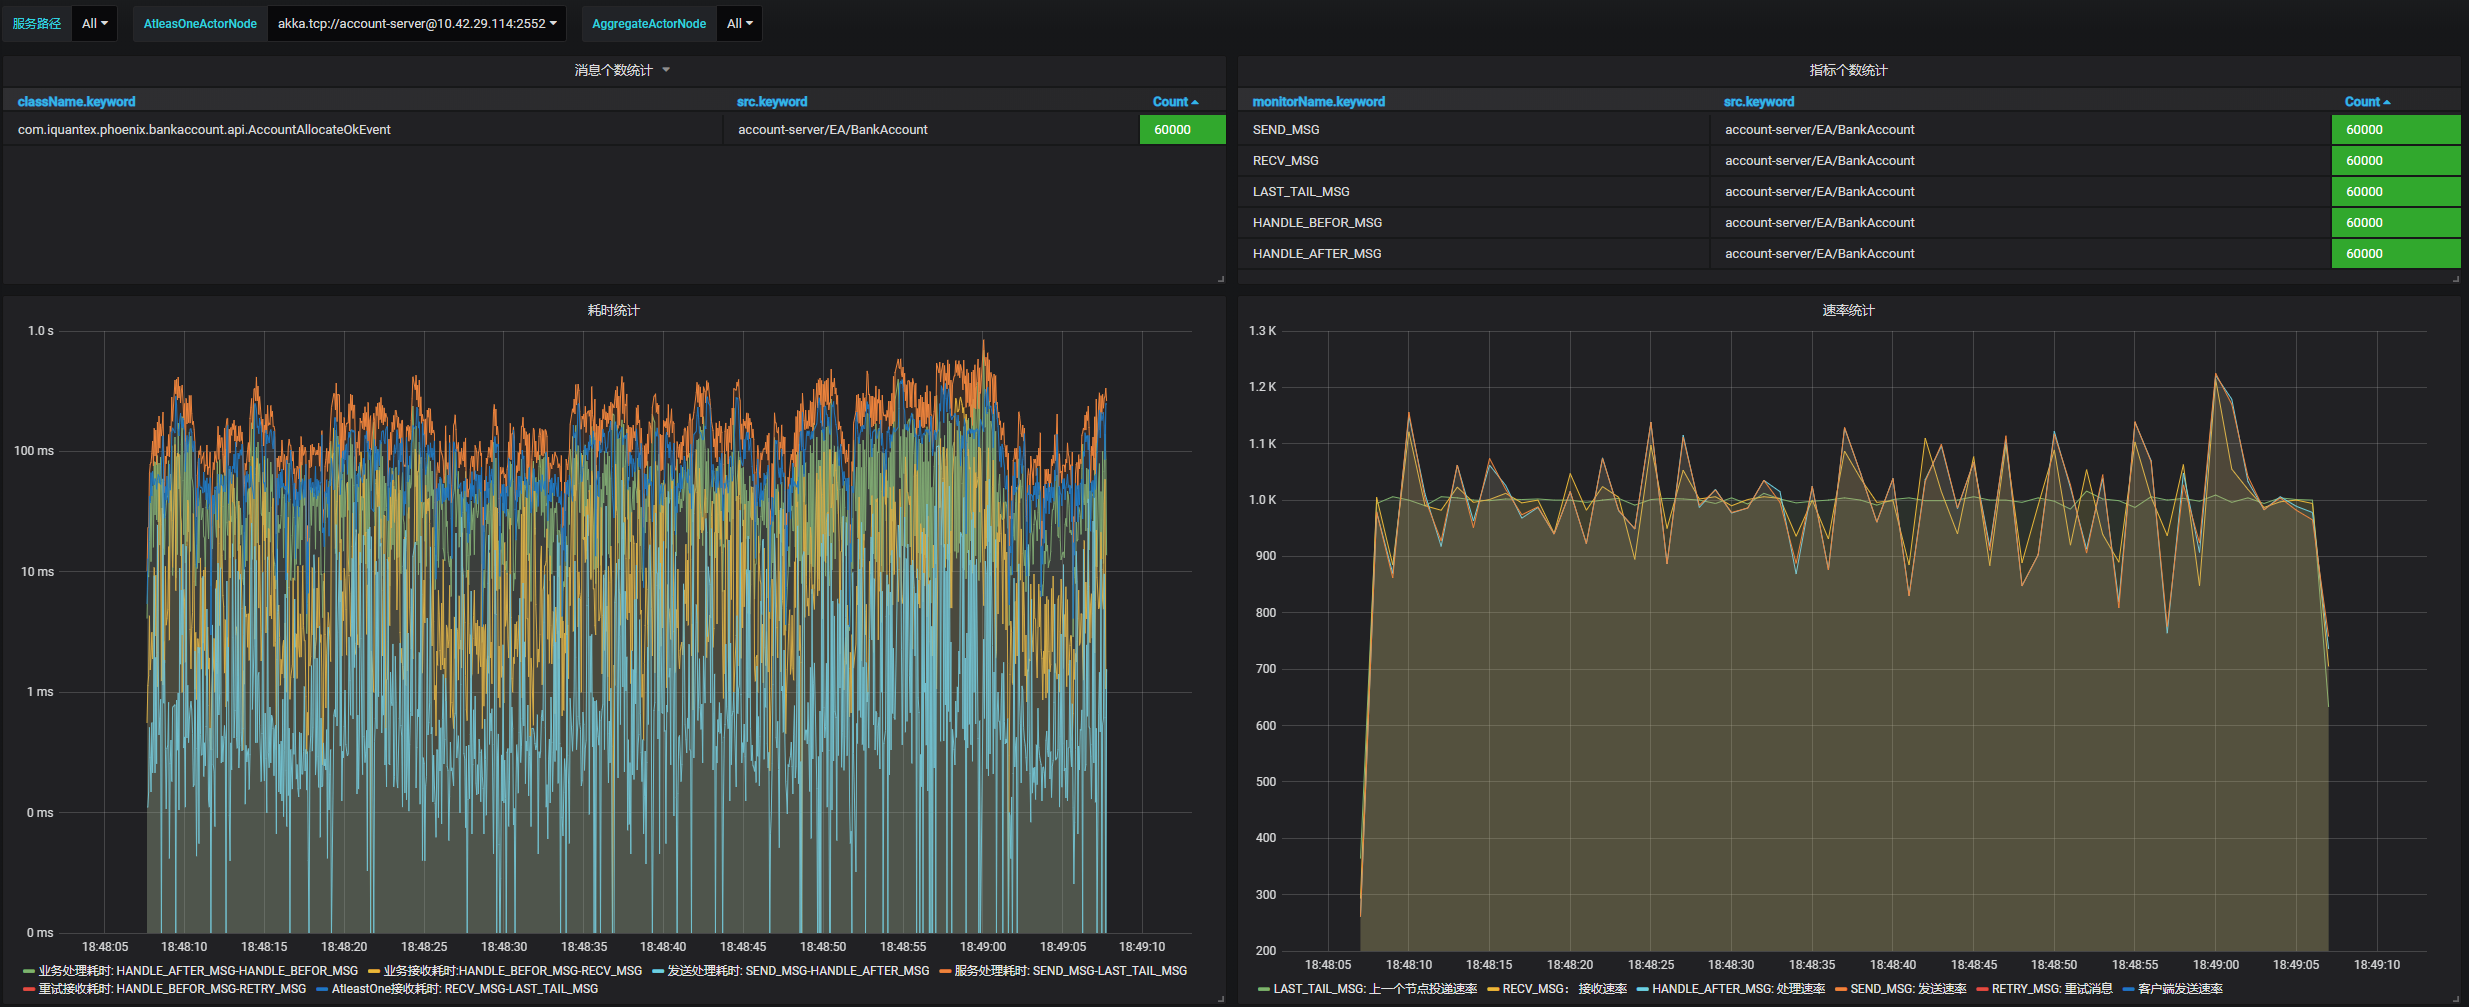 服务路径 All AtleasOneActorNode akka.tcp://account-server@10.42.29.114:2552 AggregateActorNode All
消息个数统计
className.keyword src.keyword Count
com.iquantex.phoenix.bankaccount.api.AccountAllocateOkEvent account-server/EA/BankAccount 60000
指标个数统计
monitorName.keyword src.keyword Count
SEND_MSG account-server/EA/BankAccount 60000
RECV_MSG account-server/EA/BankAccount 60000
LAST_TAIL_MSG account-server/EA/BankAccount 60000
HANDLE_BEFOR_MSG account-server/EA/BankAccount 60000
HANDLE_AFTER_MSG account-server/EA/BankAccount 60000
耗时统计
1.0 s
100 ms
10 ms
1 ms
0 ms
0 ms
18:48:05 18:48:10 18:48:15 18:48:20 18:48:25 18:48:30 18:48:35 18:48:40 18:48:45 18:48:50 18:48:55 18:49:00 18:49:05 18:49:10
业务处理耗时: HANDLE_AFTER_MSG-HANDLE_BEFOR_MSG 业务接收耗时:HANDLE_BEFOR_MSG-RECV_MSG 发送处理耗时: SEND_MSG-HANDLE_AFTER_MSG 服务处理耗时: SEND_MSG-LAST_TAIL_MSG
重试接收耗时: HANDLE_BEFOR_MSG-RETRY_MSG AtleastOne接收耗时: RECV_MSG-LAST_TAIL_MSG
速率统计
1.3 K
1.2 K
1.1 K
1.0 K
900
800
700
600
500
400
300
200
18:48:05 18:48:10 18:48:15 18:48:20 18:48:25 18:48:30 18:48:35 18:48:40 18:48:45 18:48:50 18:48:55 18:49:00 18:49:05 18:49:10
LAST_TAIL_MSG: 上一个节点投递速率 RECV_MSG： 接收速率 HANDLE_AFTER_MSG: 处理速率 SEND_MSG: 发送速率 RETRY_MSG: 重试消息 客户端发送速率